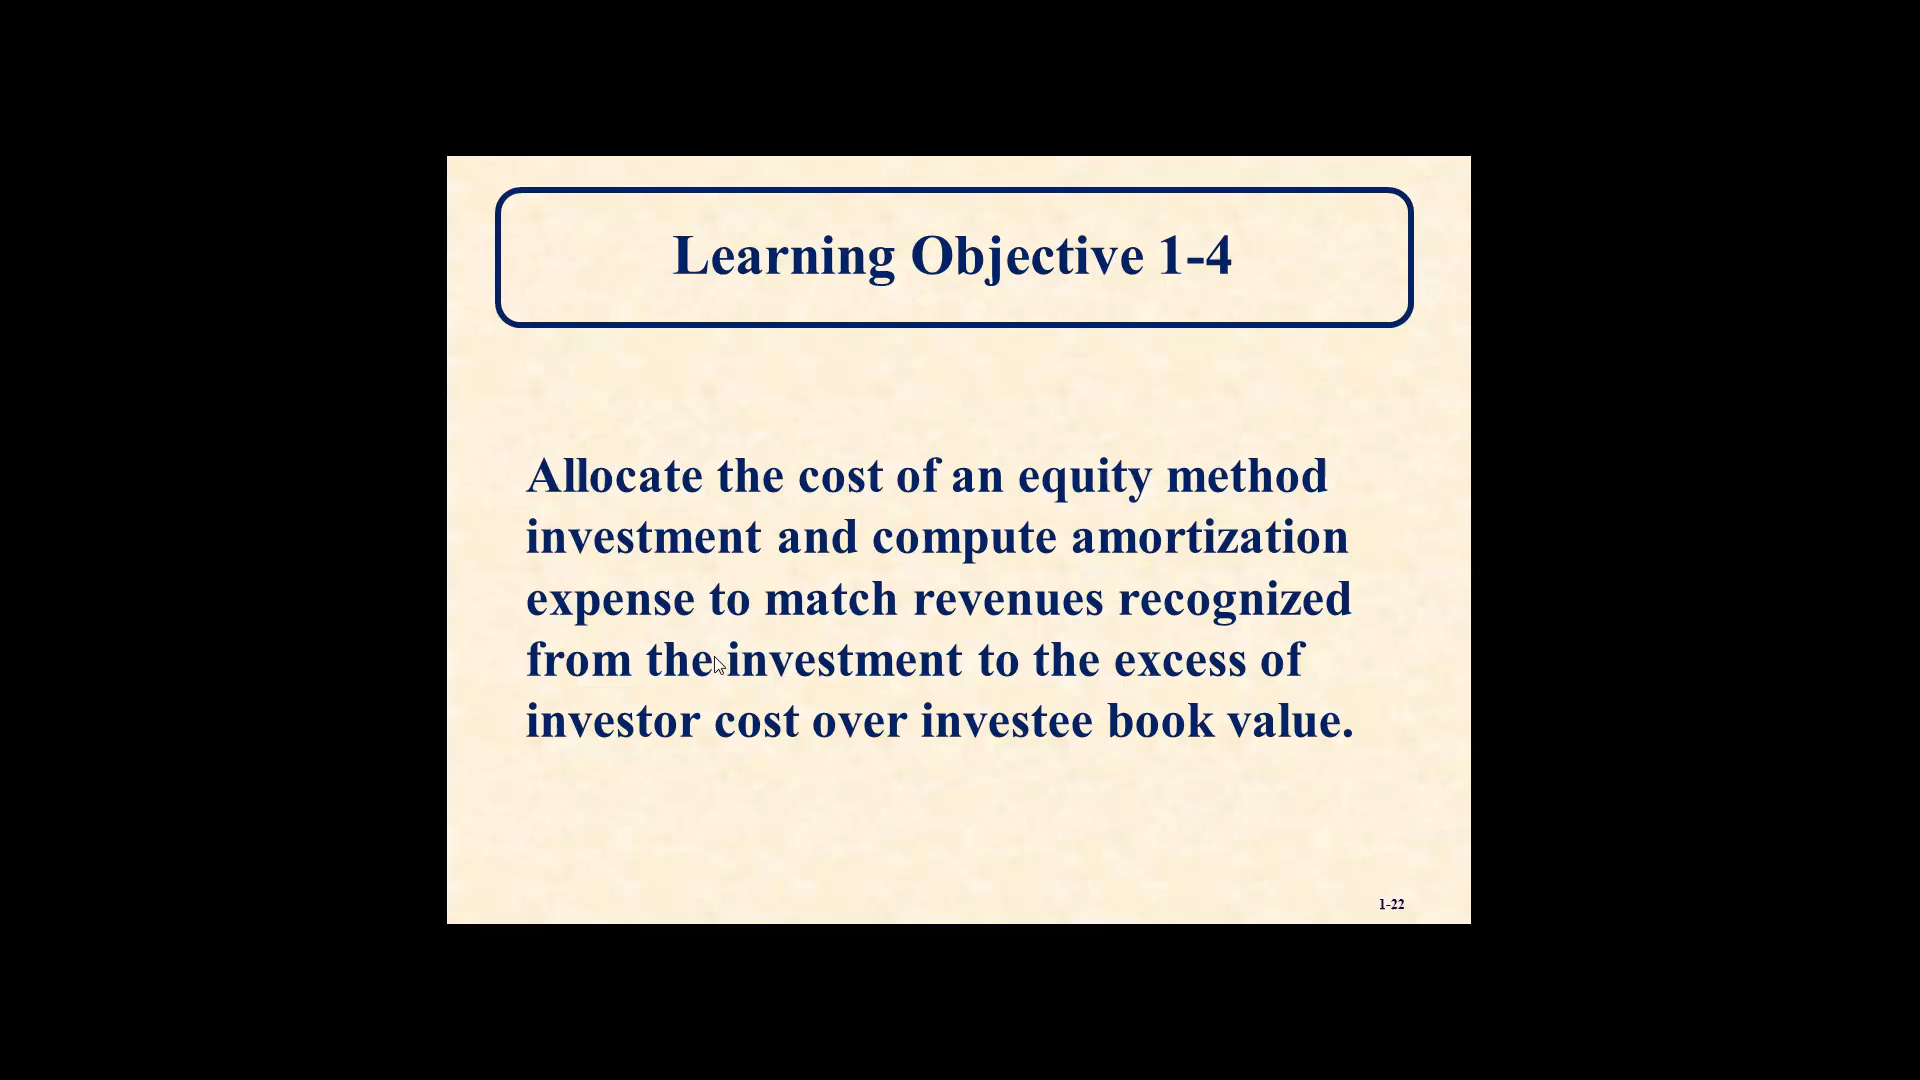 Learning Objective 1-4
Allocate the cost of an equity method
investment and compute amortization
expense to match revenues recognized
from the investment to the excess of
investor cost over investee book value.
1-22